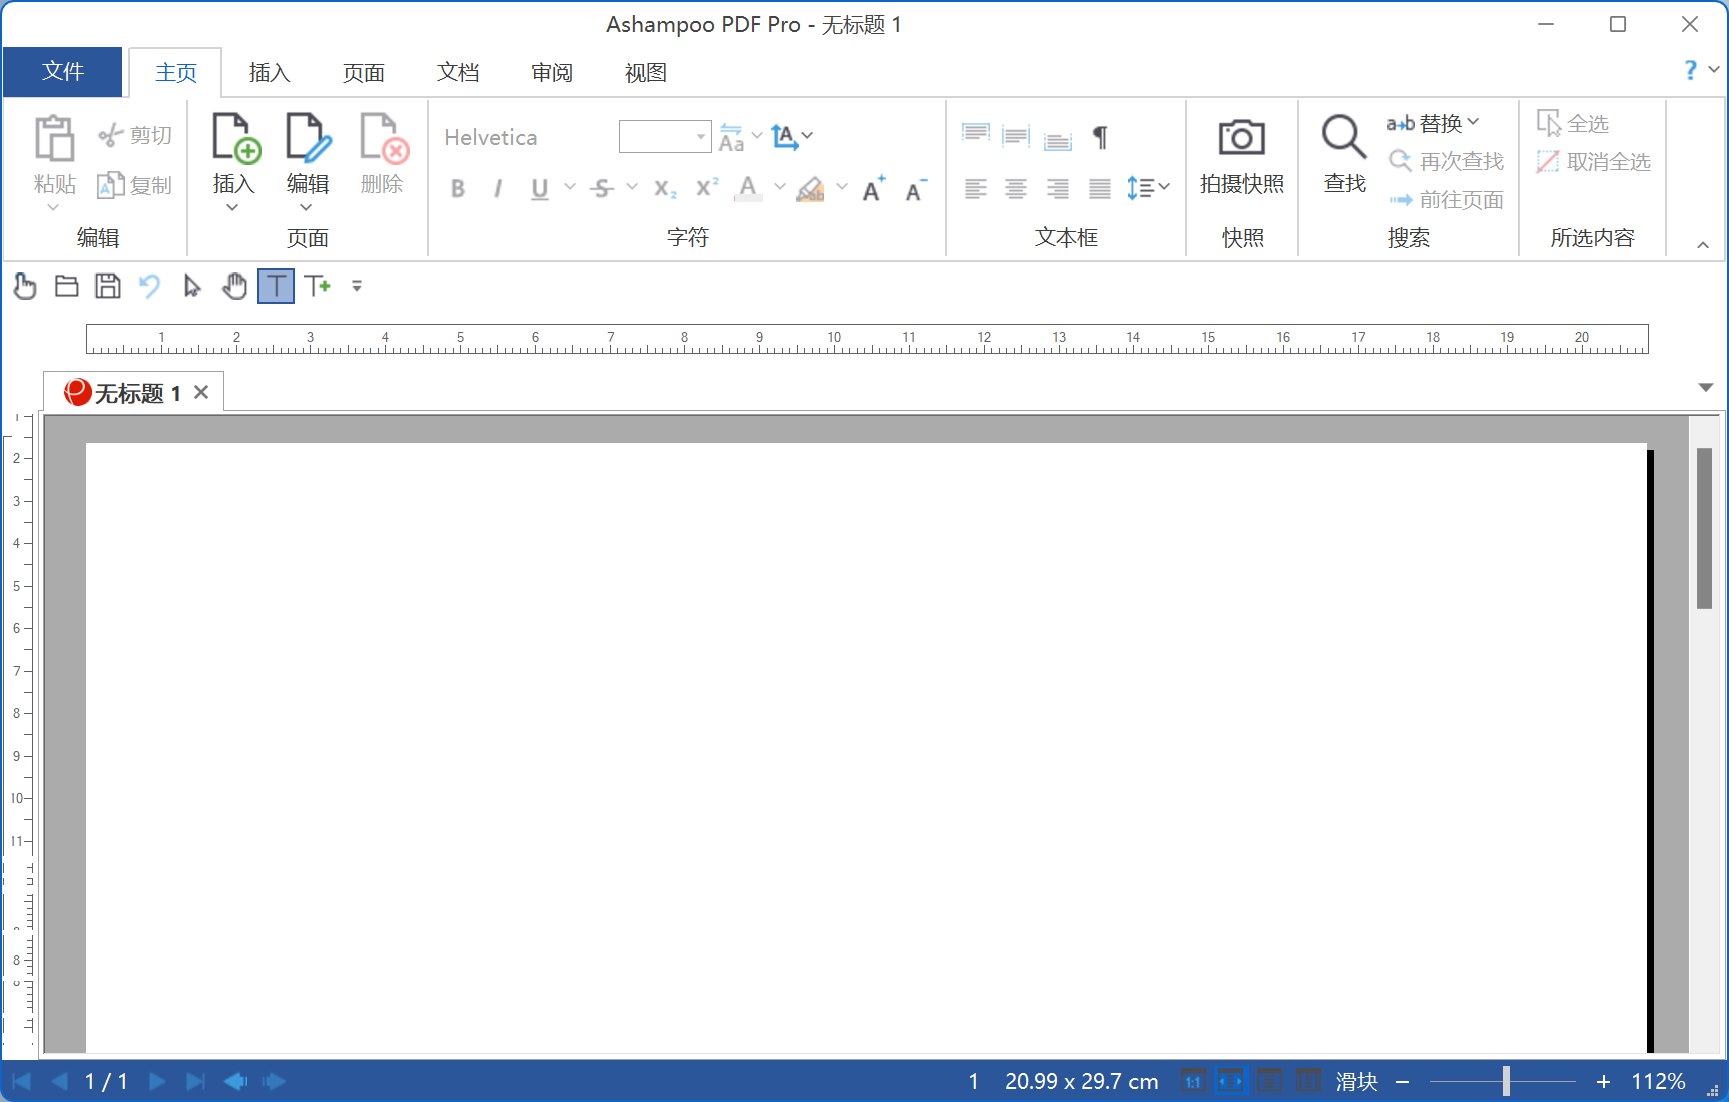 Ashampoo PDF Pro - 无标题 1
文件 主页 插入 页面 文档 审阅 视图 ?
粘贴 剪切 复制 编辑
插入 编辑 删除 页面
Helvetica
B I U S X₂ X² A A+ A-
字符
¶
文本框
拍摄快照
快照
查找 替换 再次查找 前往页面
搜索
全选
取消全选
所选内容
T T+
1 2 3 4 5 6 7 8 9 10 11 12 13 14 15 16 17 18 19 20
无标题 1
1
2
3
4
5
6
7
8
9
10
11
8
1 / 1 1 20.99 x 29.7 cm 1:1 滑块 − + 112%